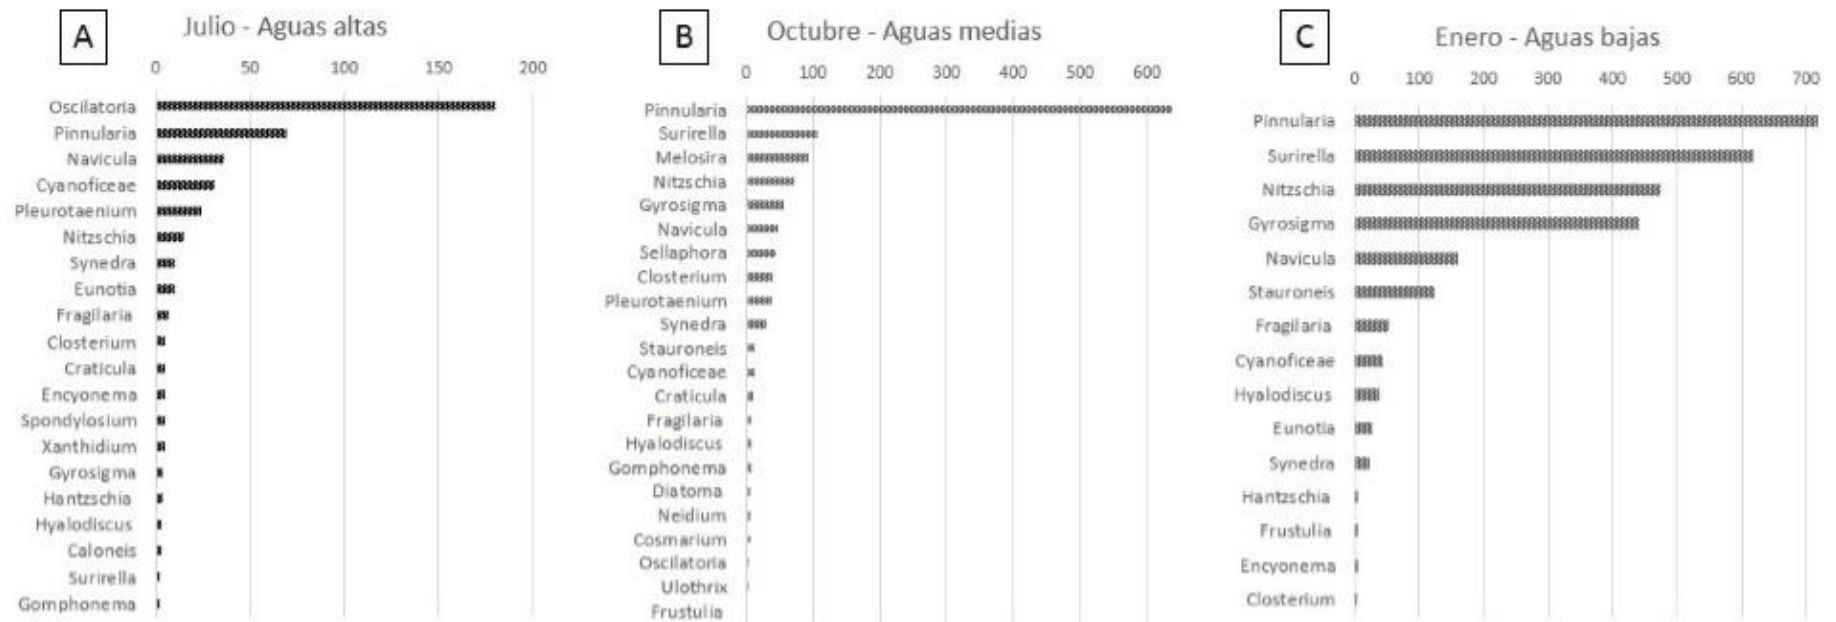 A
Julio - Aguas altas
0 50 100 150 200
Oscilatoria
Pinnularia
Navicula
Cyanoficeae
Pleurotaenium
Nitzschia
Synedra
Eunotia
Fragilaria
Closterium
Craticula
Encyonema
Spondylosium
Xanthidium
Gyrosigma
Hantzschia
Hyalodiscus
Caloneis
Surirella
Gomphonema
B
Octubre - Aguas medias
0 100 200 300 400 500 600
Pinnularia
Surirella
Melosira
Nitzschia
Gyrosigma
Navicula
Sellaphora
Closterium
Pleurotaenium
Synedra
Stauroneis
Cyanoficeae
Craticula
Fragilaria
Hyalodiscus
Gomphonema
Diatoma
Neidium
Cosmarium
Oscilatoria
Ulothrix
Frustulia
C
Enero - Aguas bajas
0 100 200 300 400 500 600 700
Pinnularia
Surirella
Nitzschia
Gyrosigma
Navicula
Stauroneis
Fragilaria
Cyanoficeae
Hyalodiscus
Eunotia
Synedra
Hantzschia
Frustulia
Encyonema
Closterium